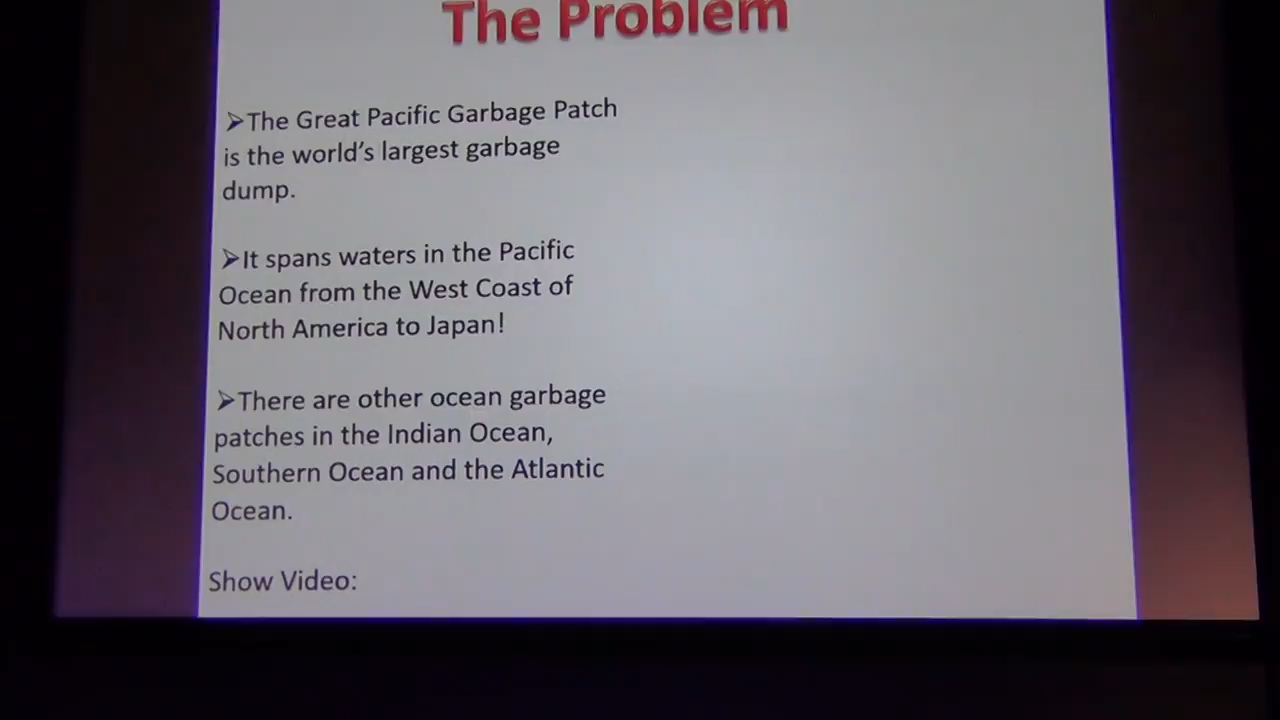 The Problem
➢The Great Pacific Garbage Patch
is the world's largest garbage
dump.
➢It spans waters in the Pacific
Ocean from the West Coast of
North America to Japan!
➢There are other ocean garbage
patches in the Indian Ocean,
Southern Ocean and the Atlantic
Ocean.
Show Video: